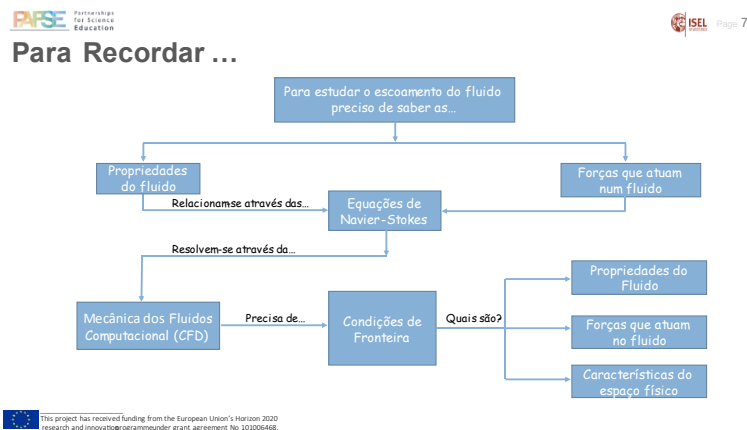 PAPSE Partnerships
for Science
Education
ISEL
Page 7
Para Recordar ...
Para estudar o escoamento do fluido
preciso de saber as...
Propriedades
do fluido
Forças que atuam
num fluido
Relacionam-se através das...
Equações de
Navier-Stokes
Resolvem-se através da...
Mecânica dos Fluidos
Computacional (CFD)
Precisa de...
Condições de
Fronteira
Quais são?
Propriedades do
Fluido
Forças que atuam
no fluido
Características do
espaço físico
This project has received funding from the European Union's Horizon 2020
research and innovation programme under grant agreement No 101006468.